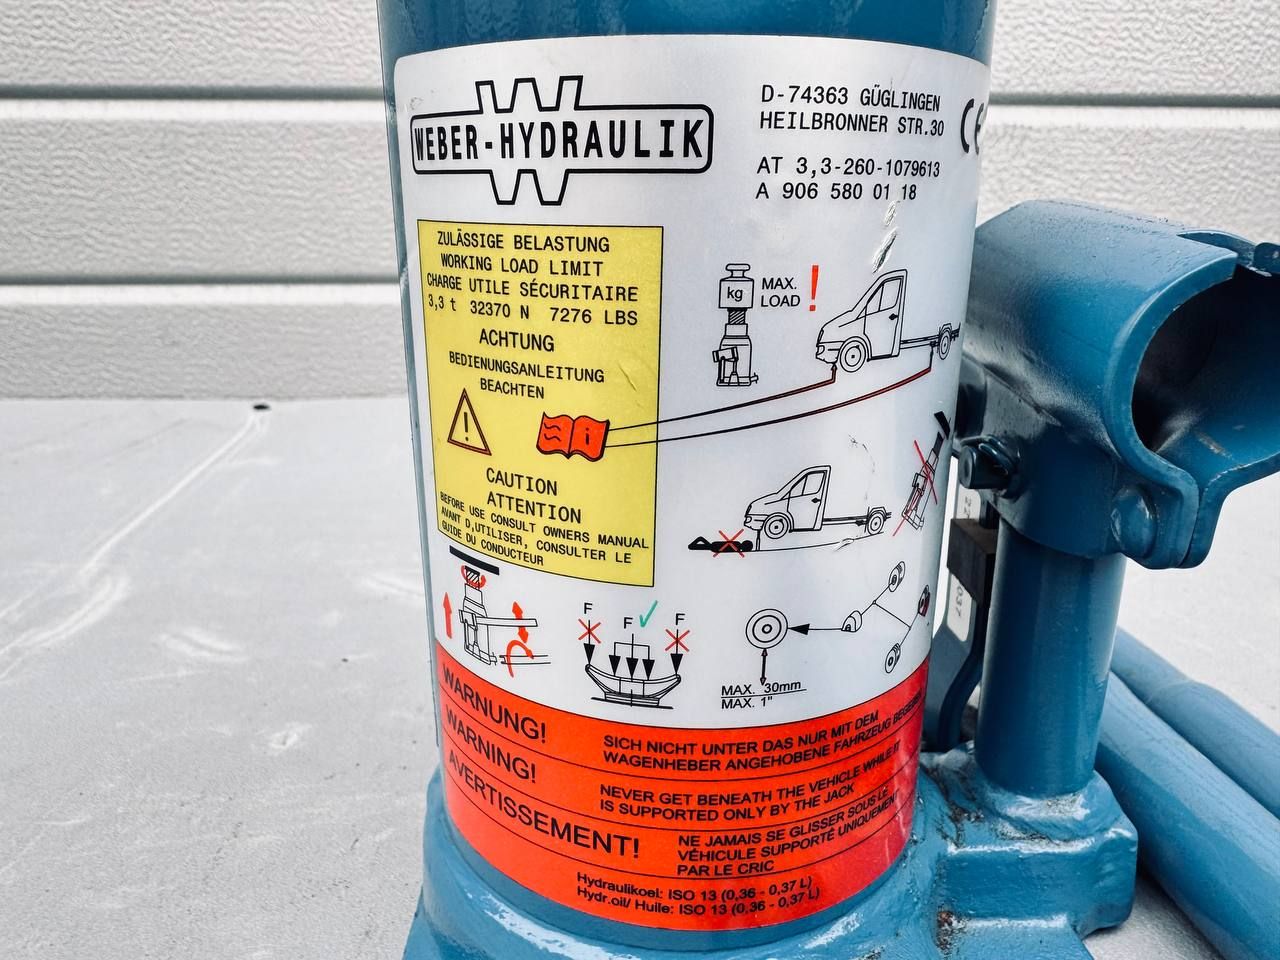 WEBER-HYDRAULIK
D-74363 GÜGLINGEN
HEILBRONNER STR.30
CE
AT 3,3-260-1079613
A 906 580 01 18
ZULÄSSIGE BELASTUNG
WORKING LOAD LIMIT
CHARGE UTILE SÉCURITAIRE
3,3 t 32370 N 7276 LBS
ACHTUNG
BEDIENUNGSANLEITUNG
BEACHTEN
!
i
CAUTION
ATTENTION
BEFORE USE CONSULT OWNERS MANUAL
AVANT D,UTILISER, CONSULTER LE
GUIDE DU CONDUCTEUR
kg
MAX.
LOAD
!
F
F
F
MAX. 30mm
MAX. 1"
WARNUNG!
SICH NICHT UNTER DAS NUR MIT DEM
WAGENHEBER ANGEHOBENE FAHRZEUG BEGEBEN
WARNING!
NEVER GET BENEATH THE VEHICLE WHILE IT
IS SUPPORTED ONLY BY THE JACK
AVERTISSEMENT!
NE JAMAIS SE GLISSER SOUS LE
VÉHICULE SUPPORTÉ UNIQUEMENT
PAR LE CRIC
Hydraulikoel: ISO 13 (0,36 - 0,37 L)
Hydr.oil/ Huile: ISO 13 (0,36 - 0,37 L)